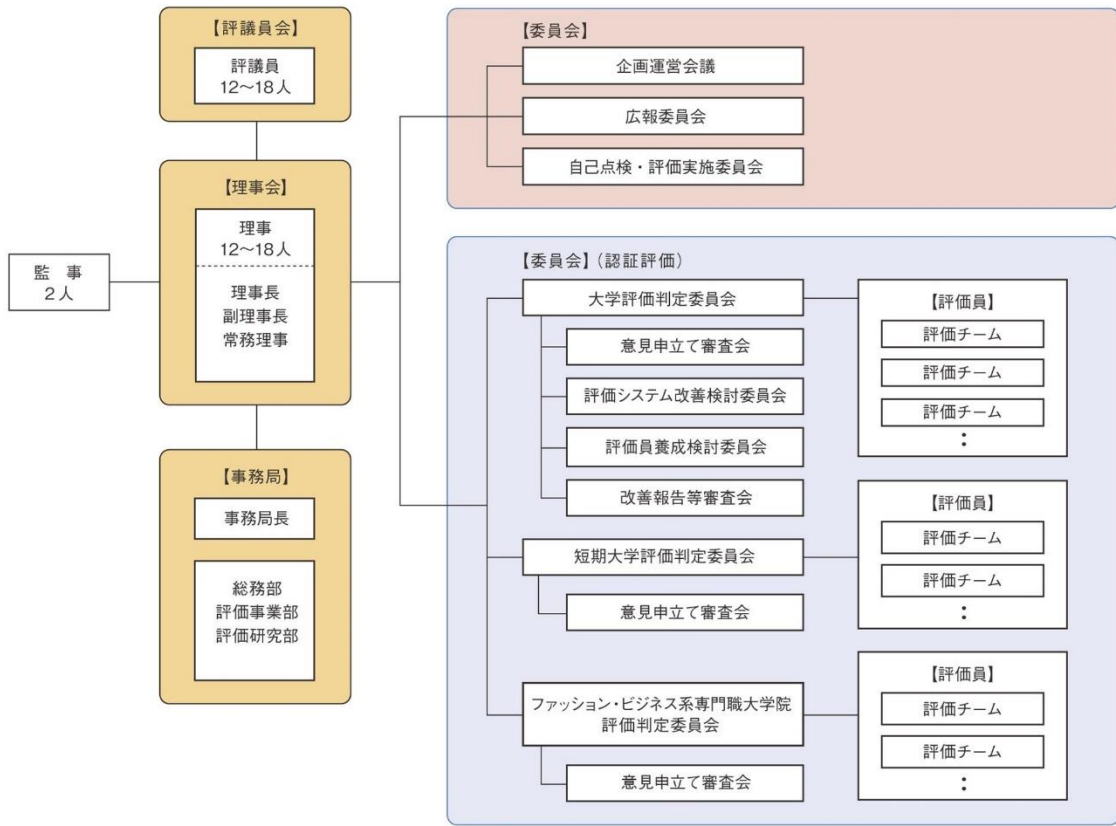 【評議員会】
評議員
12〜18人
【理事会】
理事
12〜18人
理事長
副理事長
常務理事
監　事
2人
【事務局】
事務局長
総務部
評価事業部
評価研究部
【委員会】
企画運営会議
広報委員会
自己点検・評価実施委員会
【委員会】（認証評価）
大学評価判定委員会
意見申立て審査会
評価システム改善検討委員会
評価員養成検討委員会
改善報告等審査会
【評価員】
評価チーム
評価チーム
評価チーム
：
短期大学評価判定委員会
意見申立て審査会
【評価員】
評価チーム
評価チーム
：
ファッション・ビジネス系専門職大学院
評価判定委員会
意見申立て審査会
【評価員】
評価チーム
評価チーム
：